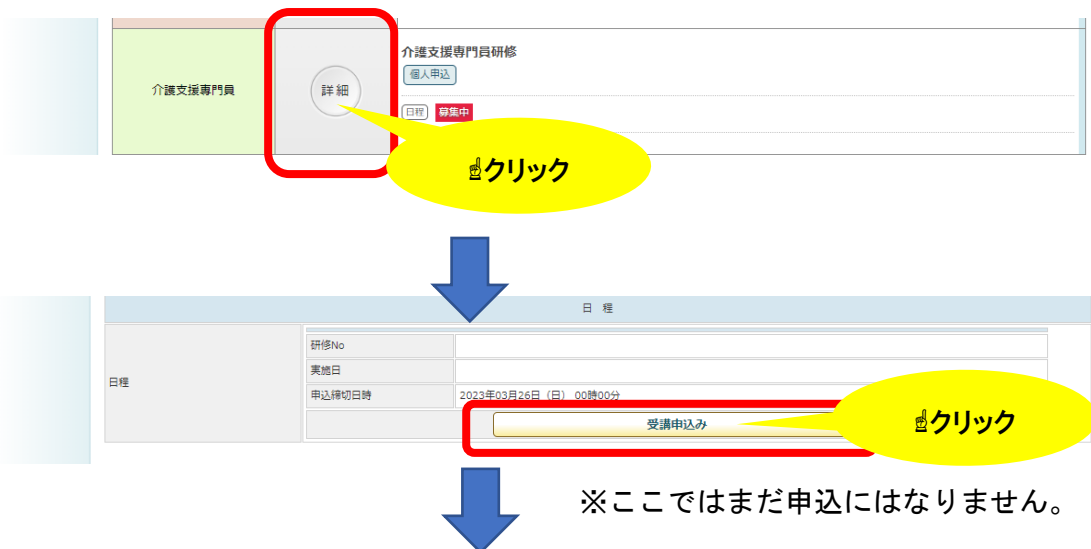 介護支援専門員
詳細
介護支援専門員研修
個人申込
日程 募集中
☝クリック
日 程
日程
研修No
実施日
申込締切日時 2023年03月26日（日） 00時00分
受講申込み
☝クリック
※ここではまだ申込にはなりません。